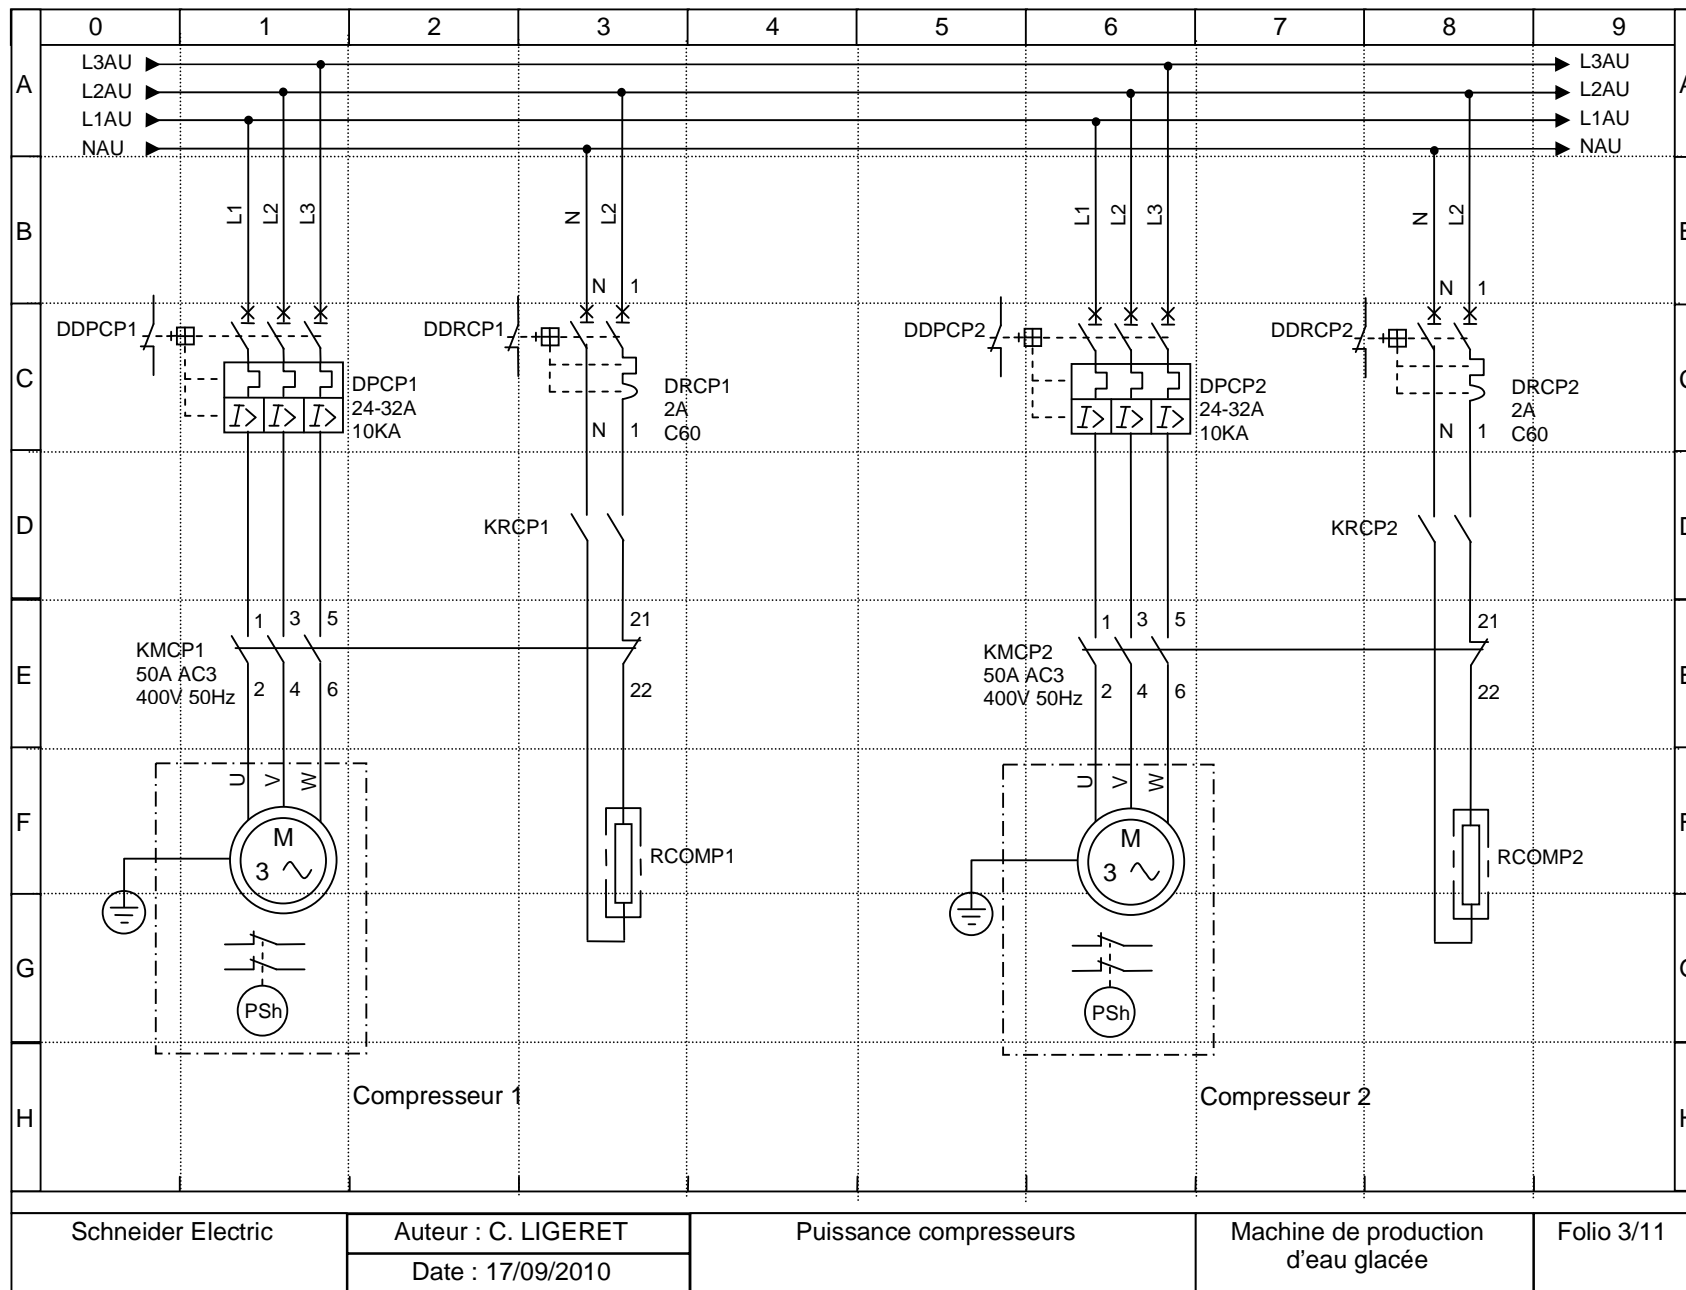 0 1 2 3 4 5 6 7 8 9
A L3AU L3AU A
L2AU L2AU
L1AU L1AU
NAU NAU
B L1 L2 L3 N L2 L1 L2 L3 N L2
N 1 N 1
DDPCP1 DDRCP1 DDPCP2 DDRCP2
C
I> I> I> I> I> I>
DPCP1
24-32A
10KA
DRCP1
2A
C60
DPCP2
24-32A
10KA
DRCP2
2A
C60
N 1 N 1
D KRCP1 KRCP2
E
1 3 5 21 1 3 5 21
KMCP1
50A AC3
400V 50Hz
KMCP2
50A AC3
400V 50Hz
2 4 6 22 2 4 6 22
U V W U V W
F
M M
3 3
RCOMP1 RCOMP2
G
PSh PSh
Compresseur 1 Compresseur 2
H
Schneider Electric
Auteur : C. LIGERET
Date : 17/09/2010
Puissance compresseurs
Machine de production
d'eau glacée
Folio 3/11